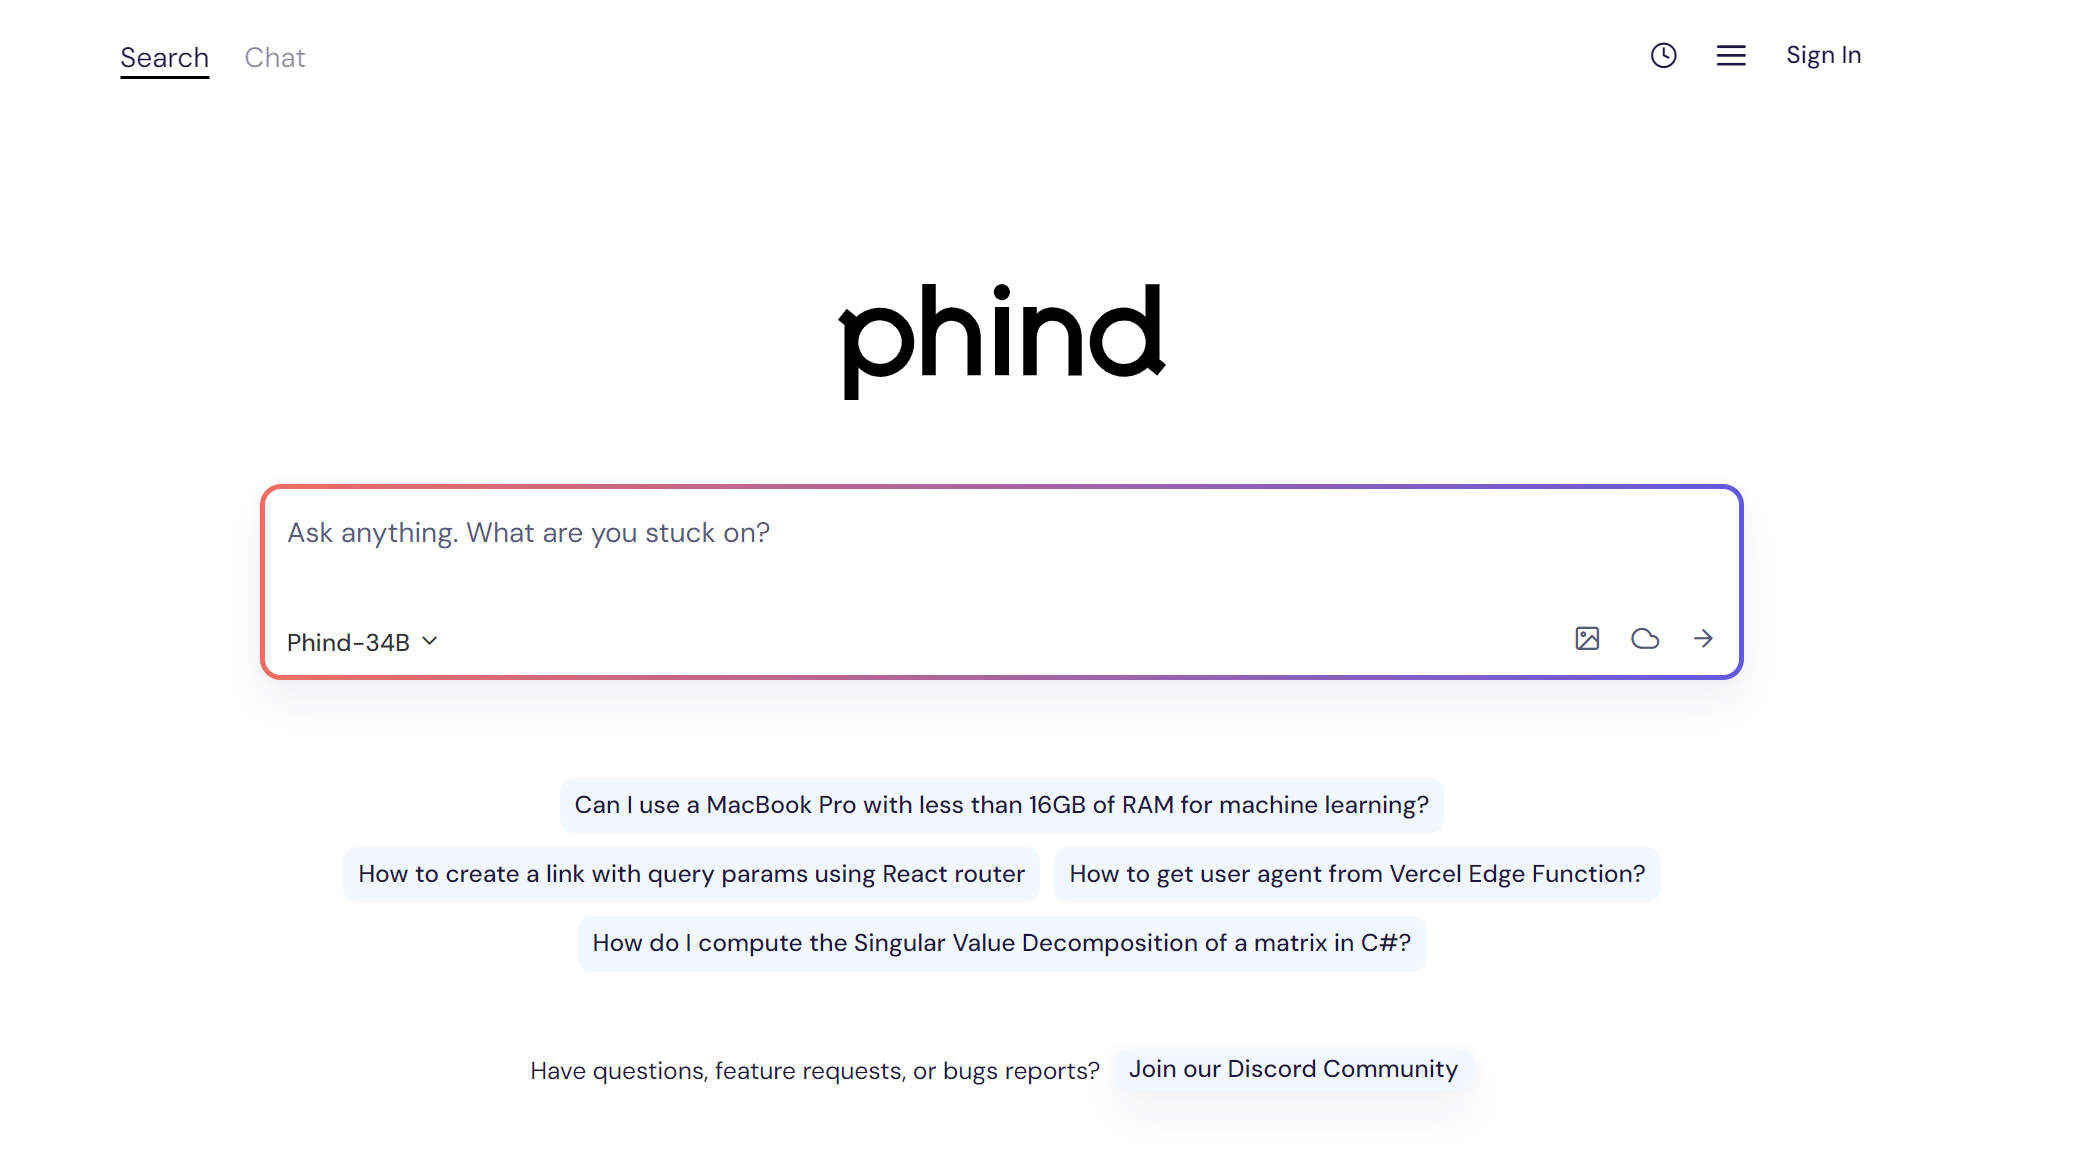 Search Chat Sign In
phind
Ask anything. What are you stuck on?
Phind-34B
Can I use a MacBook Pro with less than 16GB of RAM for machine learning?
How to create a link with query params using React router How to get user agent from Vercel Edge Function?
How do I compute the Singular Value Decomposition of a matrix in C#?
Have questions, feature requests, or bugs reports? Join our Discord Community